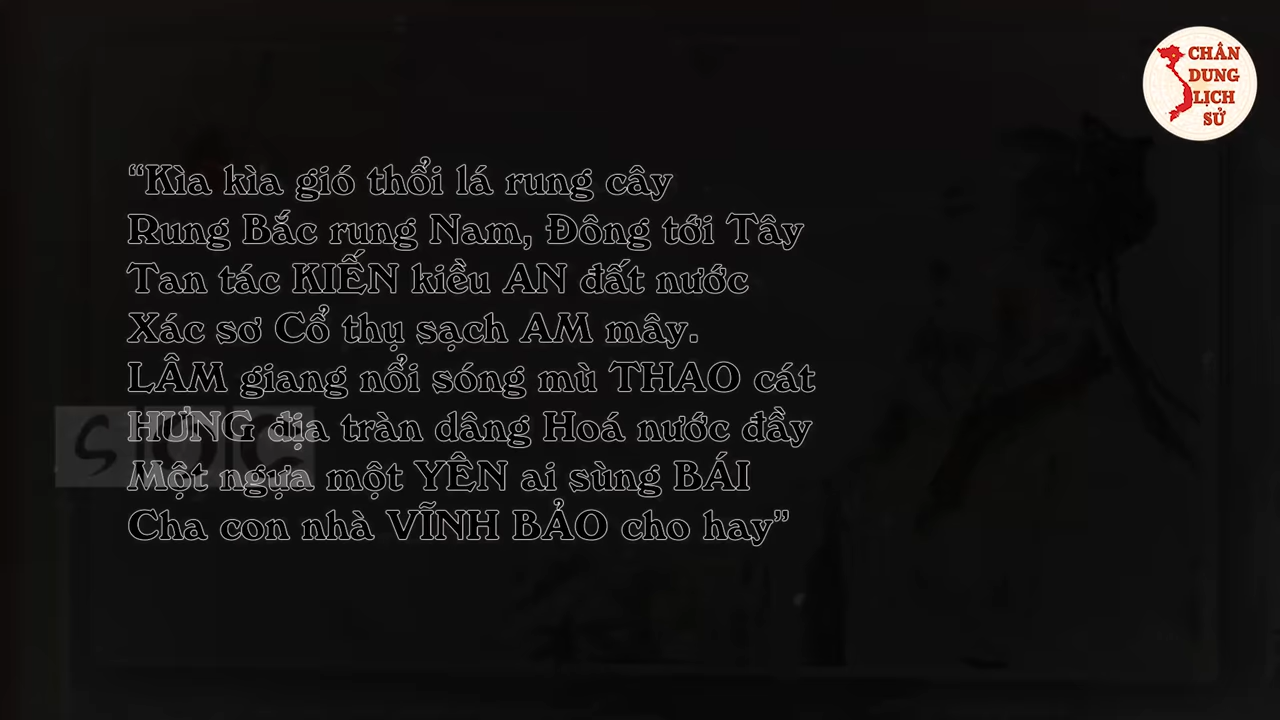 CHÂN
DUNG
LỊCH
SỬ
“Kìa kìa gió thổi lá rung cây
Rung Bắc rung Nam, Đông tới Tây
Tan tác KIẾN kiều AN đất nước
Xác sơ Cổ thụ sạch AM mây.
LÂM giang nổi sóng mù THAO cát
HƯNG địa tràn dâng Hoá nước đầy
Một ngựa một YÊN ai sùng BÁI
Cha con nhà VĨNH BẢO cho hay”